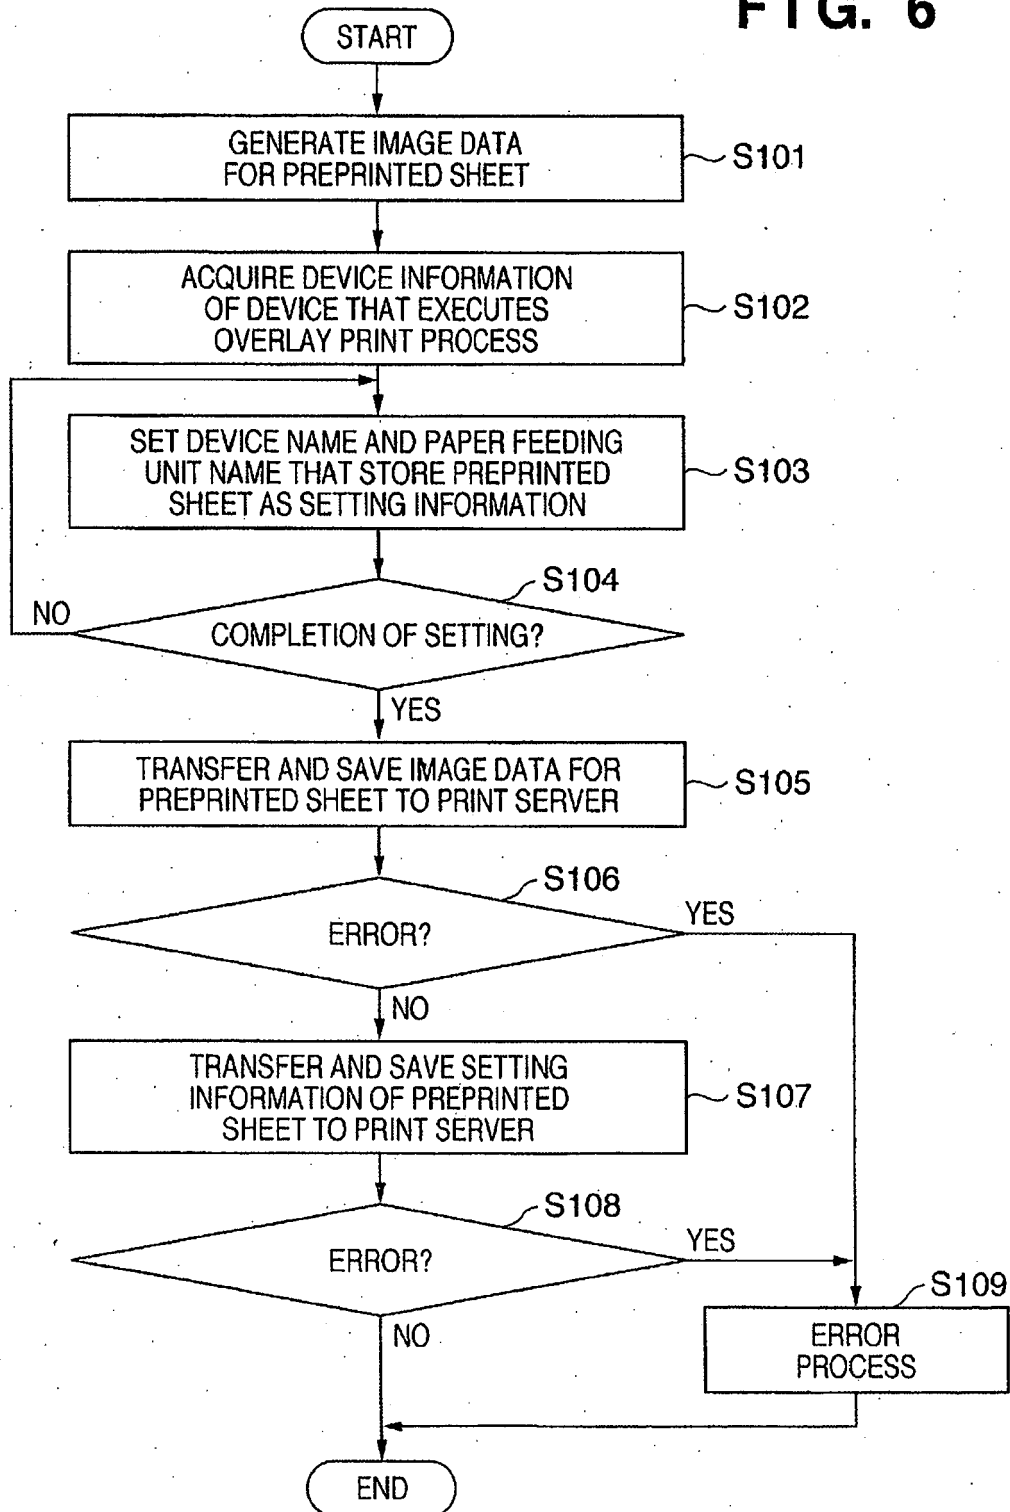 FIG. 6
START
GENERATE IMAGE DATA
FOR PREPRINTED SHEET
S101
ACQUIRE DEVICE INFORMATION
OF DEVICE THAT EXECUTES
OVERLAY PRINT PROCESS
S102
SET DEVICE NAME AND PAPER FEEDING
UNIT NAME THAT STORE PREPRINTED
SHEET AS SETTING INFORMATION
S103
S104
NO
COMPLETION OF SETTING?
YES
TRANSFER AND SAVE IMAGE DATA FOR
PREPRINTED SHEET TO PRINT SERVER
S105
S106
ERROR?
YES
NO
TRANSFER AND SAVE SETTING
INFORMATION OF PREPRINTED
SHEET TO PRINT SERVER
S107
S108
ERROR?
YES
NO
S109
ERROR
PROCESS
END